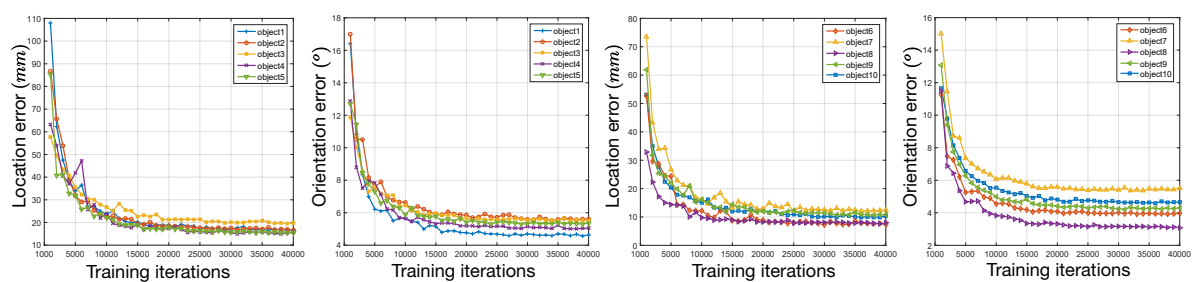 Location error (mm)
110
100
90
80
70
60
50
40
30
20
10
1000
5000
10000
15000
20000
25000
30000
35000
40000
Training iterations
object1
object2
object3
object4
object5
Orientation error (°)
18
16
14
12
10
8
6
4
1000
5000
10000
15000
20000
25000
30000
35000
40000
Training iterations
object1
object2
object3
object4
object5
Location error (mm)
80
70
60
50
40
30
20
10
0
1000
5000
10000
15000
20000
25000
30000
35000
40000
Training iterations
object6
object7
object8
object9
object10
Orientation error (°)
16
14
12
10
8
6
4
2
1000
5000
10000
15000
20000
25000
30000
35000
40000
Training iterations
object6
object7
object8
object9
object10